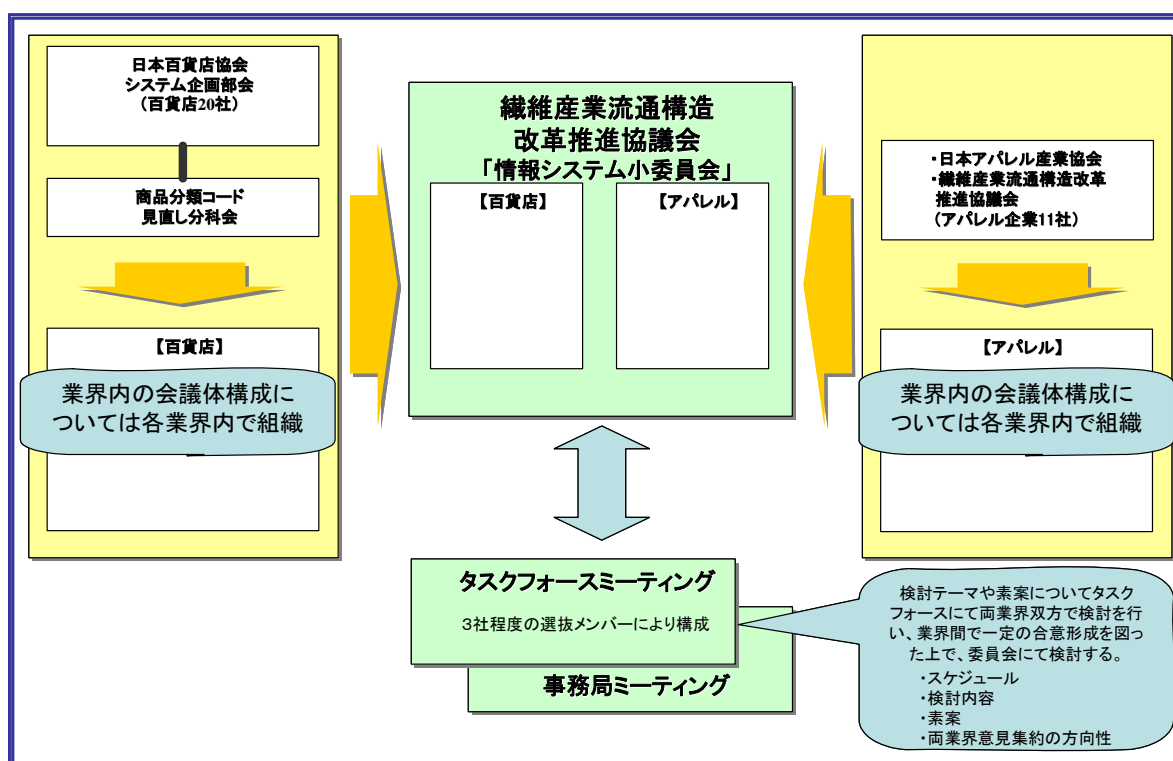 日本百貨店協会
システム企画部会
（百貨店20社）
商品分類コード
見直し分科会
【百貨店】
業界内の会議体構成に
ついては各業界内で組織
繊維産業流通構造
改革推進協議会
「情報システム小委員会」
【百貨店】
【アパレル】
・日本アパレル産業協会
・繊維産業流通構造改革
推進協議会
（アパレル企業11社）
【アパレル】
業界内の会議体構成に
ついては各業界内で組織
タスクフォースミーティング
３社程度の選抜メンバーにより構成
事務局ミーティング
検討テーマや素案についてタスク
フォースにて両業界双方で検討を行
い、業界間で一定の合意形成を図っ
た上で、委員会にて検討する。
・スケジュール
・検討内容
・素案
・両業界意見集約の方向性